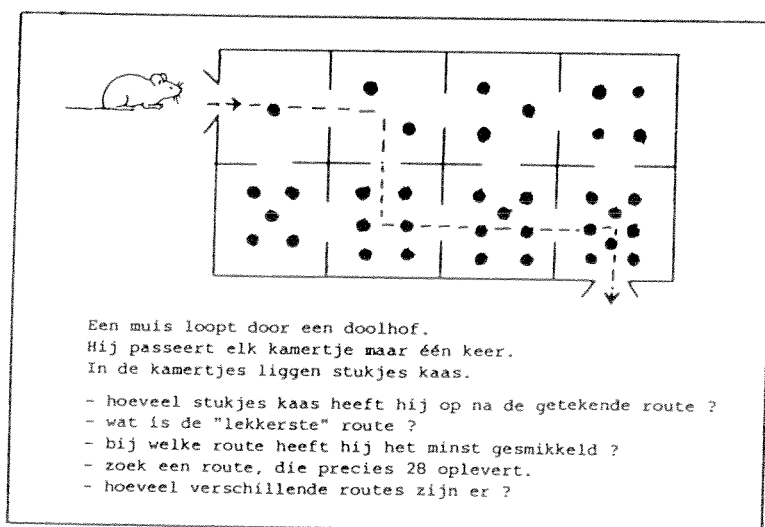 Een muis loopt door een doolhof.
Hij passeert elk kamertje maar één keer.
In de kamertjes liggen stukjes kaas.
- hoeveel stukjes kaas heeft hij op na de getekende route ?
- wat is de "lekkerste" route ?
- bij welke route heeft hij het minst gesmikkeld ?
- zoek een route, die precies 28 oplevert.
- hoeveel verschillende routes zijn er ?